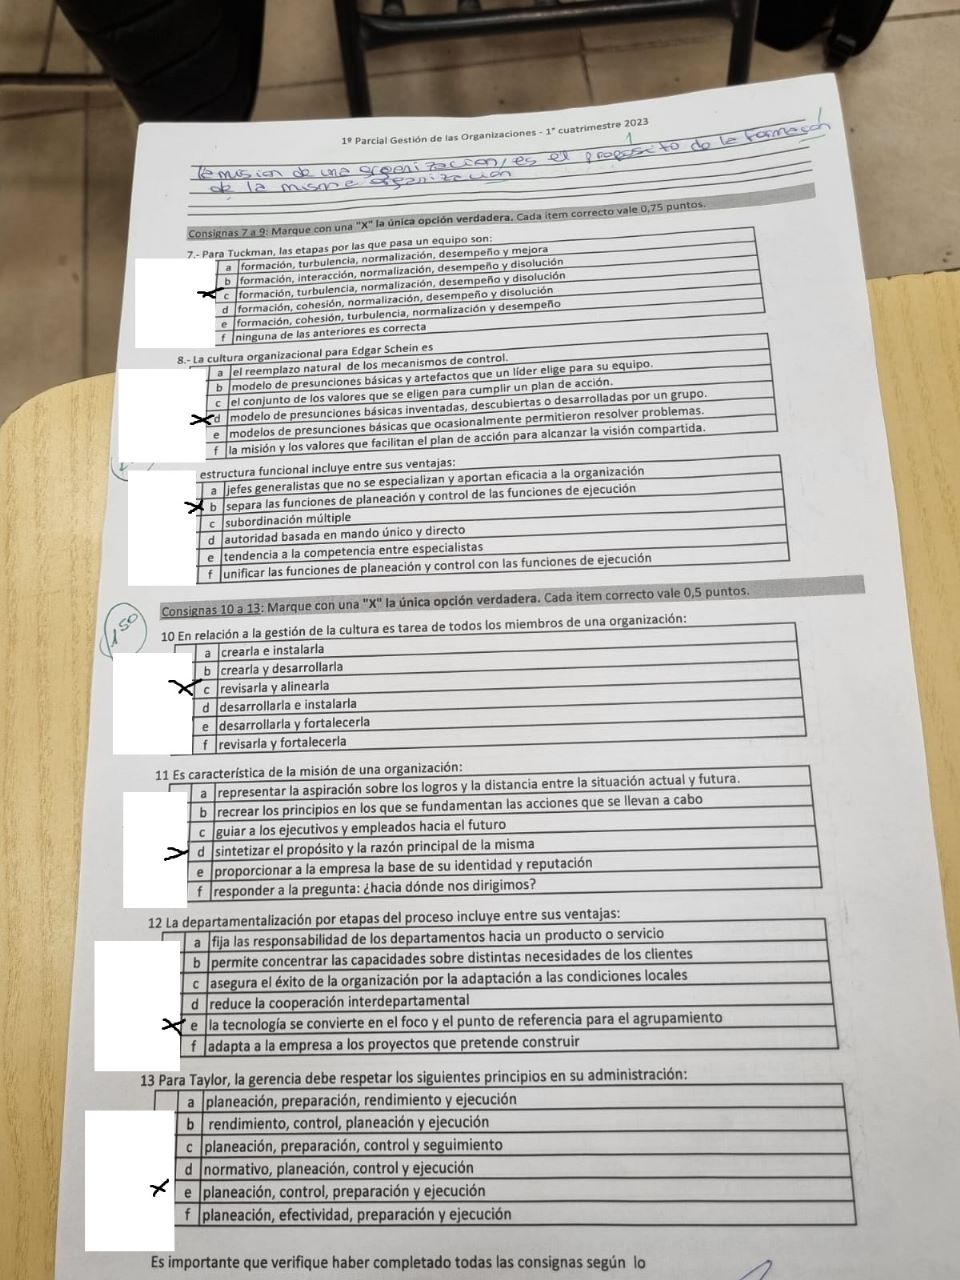 1º Parcial Gestión de las Organizaciones - 1° cuatrimestre 2023
1
la mision de una organizacion, es el proposito de la formacion
de la misma organización
Consignas 7 a 9: Marque con una "X" la única opción verdadera. Cada item correcto vale 0,75 puntos.
7.- Para Tuckman, las etapas por las que pasa un equipo son:
a formación, turbulencia, normalización, desempeño y mejora
b formación, interacción, normalización, desempeño y disolución
X c formación, turbulencia, normalización, desempeño y disolución
d formación, cohesión, normalización, desempeño y disolución
e formación, cohesión, turbulencia, normalización y desempeño
f ninguna de las anteriores es correcta
8.- La cultura organizacional para Edgar Schein es
a el reemplazo natural de los mecanismos de control.
b modelo de presunciones básicas y artefactos que un líder elige para su equipo.
c el conjunto de los valores que se eligen para cumplir un plan de acción.
X d modelo de presunciones básicas inventadas, descubiertas o desarrolladas por un grupo.
e modelos de presunciones básicas que ocasionalmente permitieron resolver problemas.
f la misión y los valores que facilitan el plan de acción para alcanzar la visión compartida.
estructura funcional incluye entre sus ventajas:
a jefes generalistas que no se especializan y aportan eficacia a la organización
X b separa las funciones de planeación y control de las funciones de ejecución
c subordinación múltiple
d autoridad basada en mando único y directo
e tendencia a la competencia entre especialistas
f unificar las funciones de planeación y control con las funciones de ejecución
Consignas 10 a 13: Marque con una "X" la única opción verdadera. Cada item correcto vale 0,5 puntos.
1,50
10 En relación a la gestión de la cultura es tarea de todos los miembros de una organización:
a crearla e instalarla
b crearla y desarrollarla
X c revisarla y alinearla
d desarrollarla e instalarla
e desarrollarla y fortalecerla
f revisarla y fortalecerla
11 Es característica de la misión de una organización:
a representar la aspiración sobre los logros y la distancia entre la situación actual y futura.
b recrear los principios en los que se fundamentan las acciones que se llevan a cabo
c guiar a los ejecutivos y empleados hacia el futuro
X d sintetizar el propósito y la razón principal de la misma
e proporcionar a la empresa la base de su identidad y reputación
f responder a la pregunta: ¿hacia dónde nos dirigimos?
12 La departamentalización por etapas del proceso incluye entre sus ventajas:
a fija las responsabilidad de los departamentos hacia un producto o servicio
b permite concentrar las capacidades sobre distintas necesidades de los clientes
c asegura el éxito de la organización por la adaptación a las condiciones locales
d reduce la cooperación interdepartamental
X e la tecnología se convierte en el foco y el punto de referencia para el agrupamiento
f adapta a la empresa a los proyectos que pretende construir
13 Para Taylor, la gerencia debe respetar los siguientes principios en su administración:
a planeación, preparación, rendimiento y ejecución
b rendimiento, control, planeación y ejecución
c planeación, preparación, control y seguimiento
d normativo, planeación, control y ejecución
X e planeación, control, preparación y ejecución
f planeación, efectividad, preparación y ejecución
Es importante que verifique haber completado todas las consignas según lo